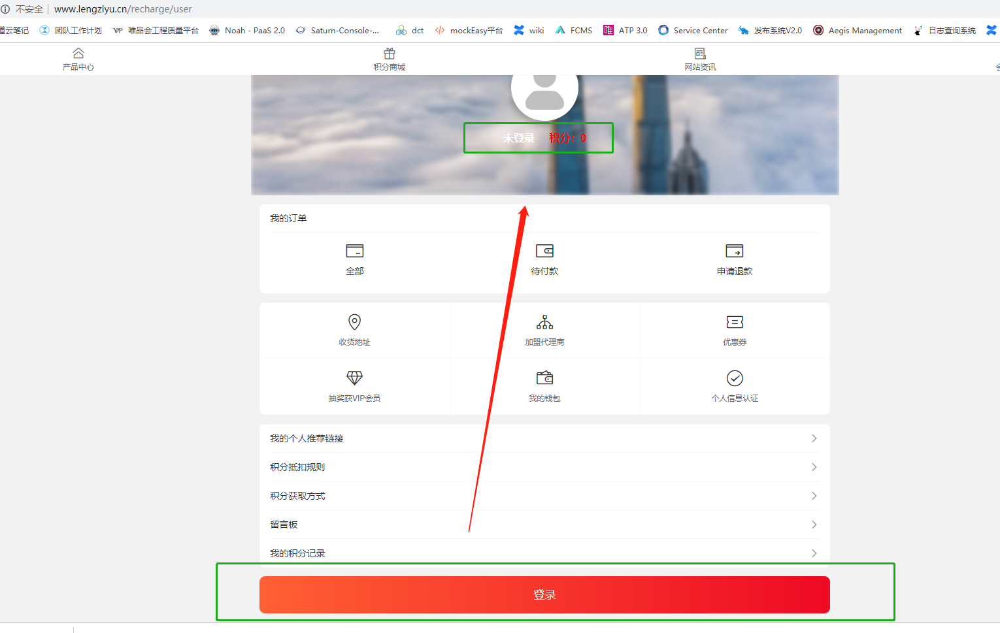 不安全 www.lengziyu.cn/recharge/user
道云笔记 团队工作计划 唯品会工程质量平台 Noah - PaaS 2.0 Saturn-Console-... dct mockEasy平台 wiki FCMS ATP 3.0 Service Center 发布系统V2.0 Aegis Management 日志查询系统
产品中心 积分商城 网站资讯
未登录 积分：0
我的订单
全部 待付款 申请退款
收货地址 加盟代理商 优惠券
抽奖获VIP会员 我的钱包 个人信息认证
我的个人推荐链接
积分抵扣规则
积分获取方式
留言板
我的积分记录
登录